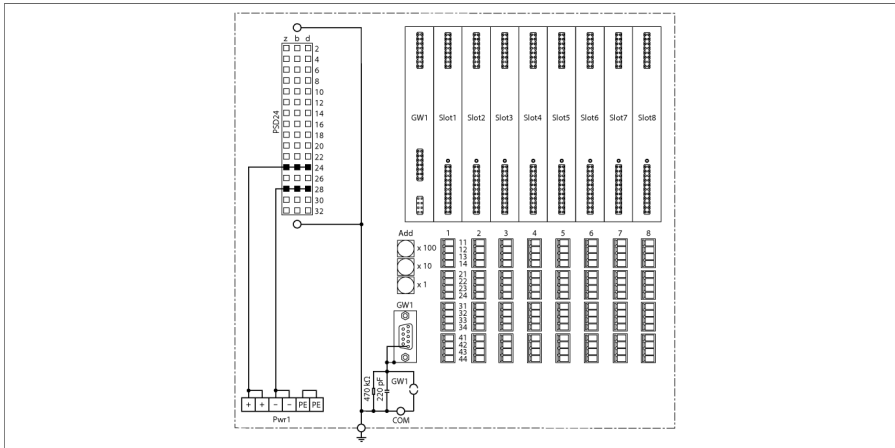 z b d
2
4
6
8
10
12
14
16
18
20
22
24
26
28
30
32
PSD24
GW1 Slot1 Slot2 Slot3 Slot4 Slot5 Slot6 Slot7 Slot8
Add 1 2 3 4 5 6 7 8
x 100
x 10
x 1
11
12
13
14
21
22
23
24
31
32
33
34
41
42
43
44
GW1
470 kΩ
220 pF
GW1
COM
+ + − − PE PE
Pwr1